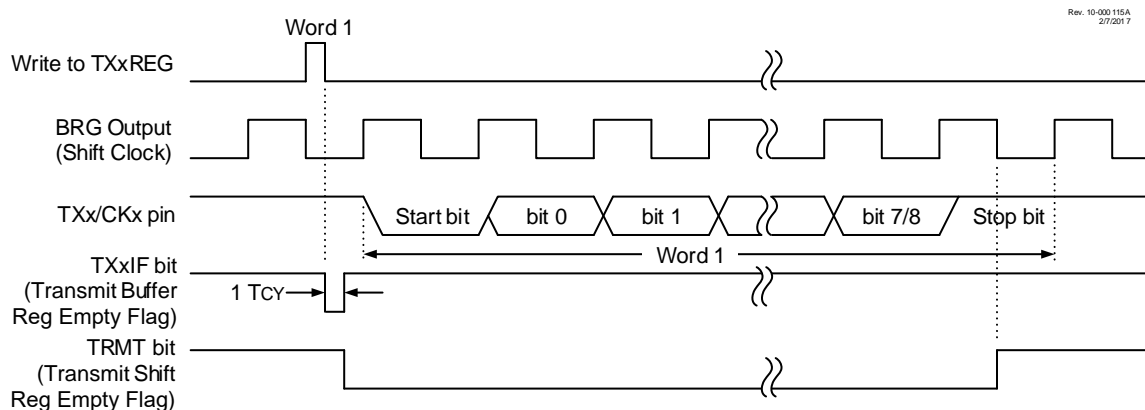 Rev. 10-000 115A
2/7/201 7
Word 1
Write to TXxREG
BRG Output
(Shift Clock)
TXx/CKx pin
Start bit
bit 0
bit 1
bit 7/8
Stop bit
Word 1
TXxIF bit
(Transmit Buffer
Reg Empty Flag)
1 TCY
TRMT bit
(Transmit Shift
Reg Empty Flag)